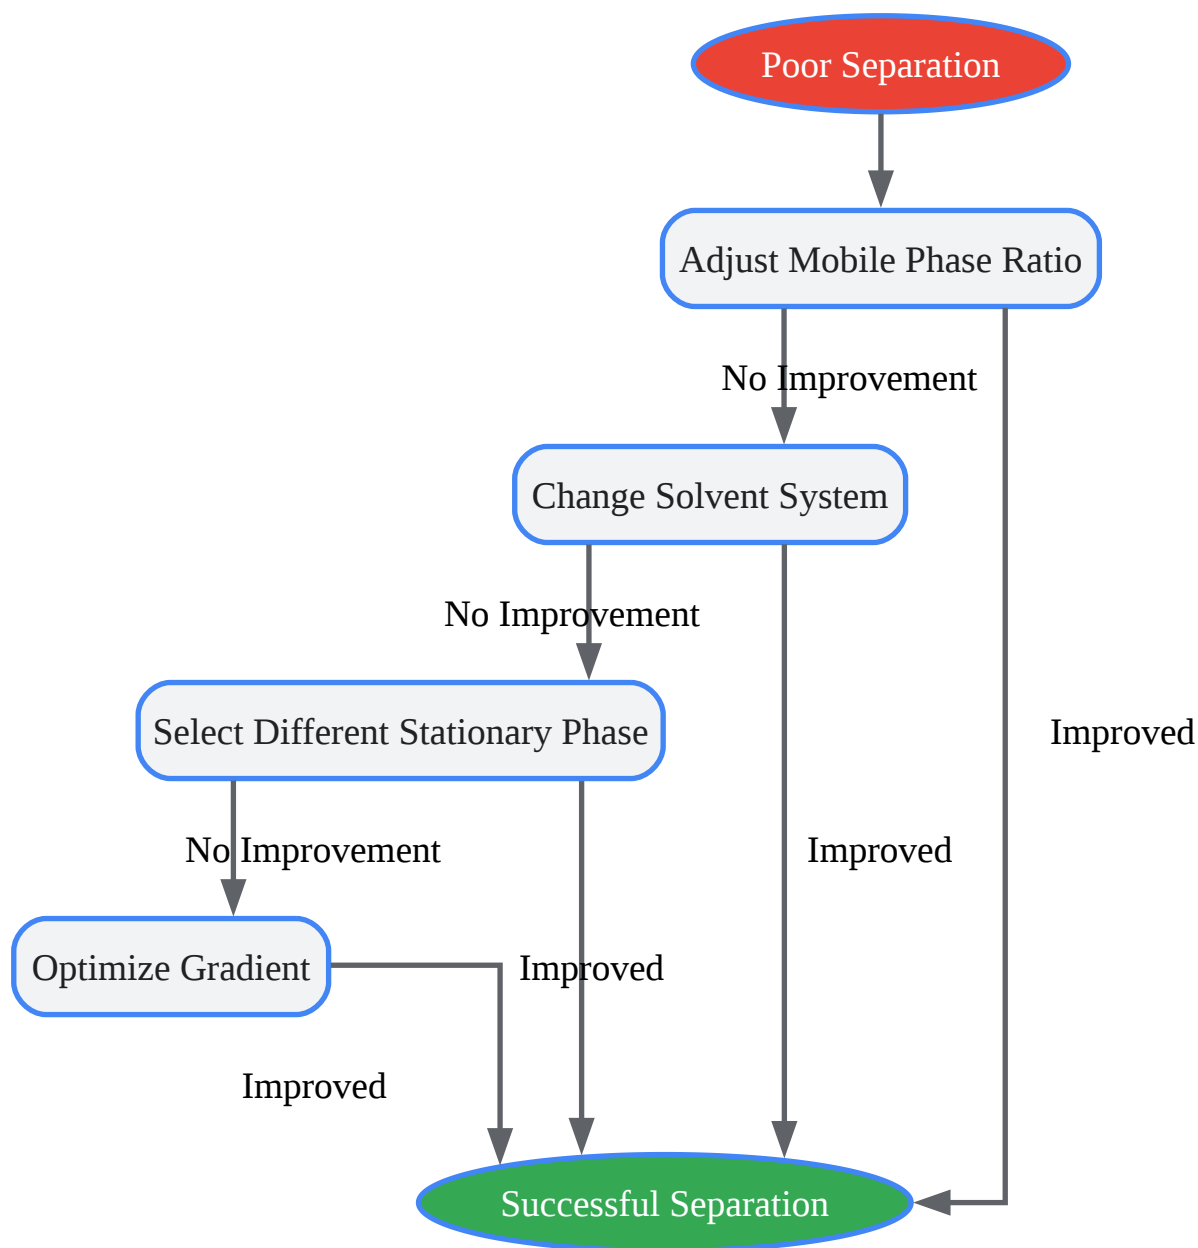 Poor Separation
Adjust Mobile Phase Ratio
No Improvement
Change Solvent System
No Improvement
Select Different Stationary Phase
Improved
No Improvement
Improved
Optimize Gradient
Improved
Improved
Successful Separation